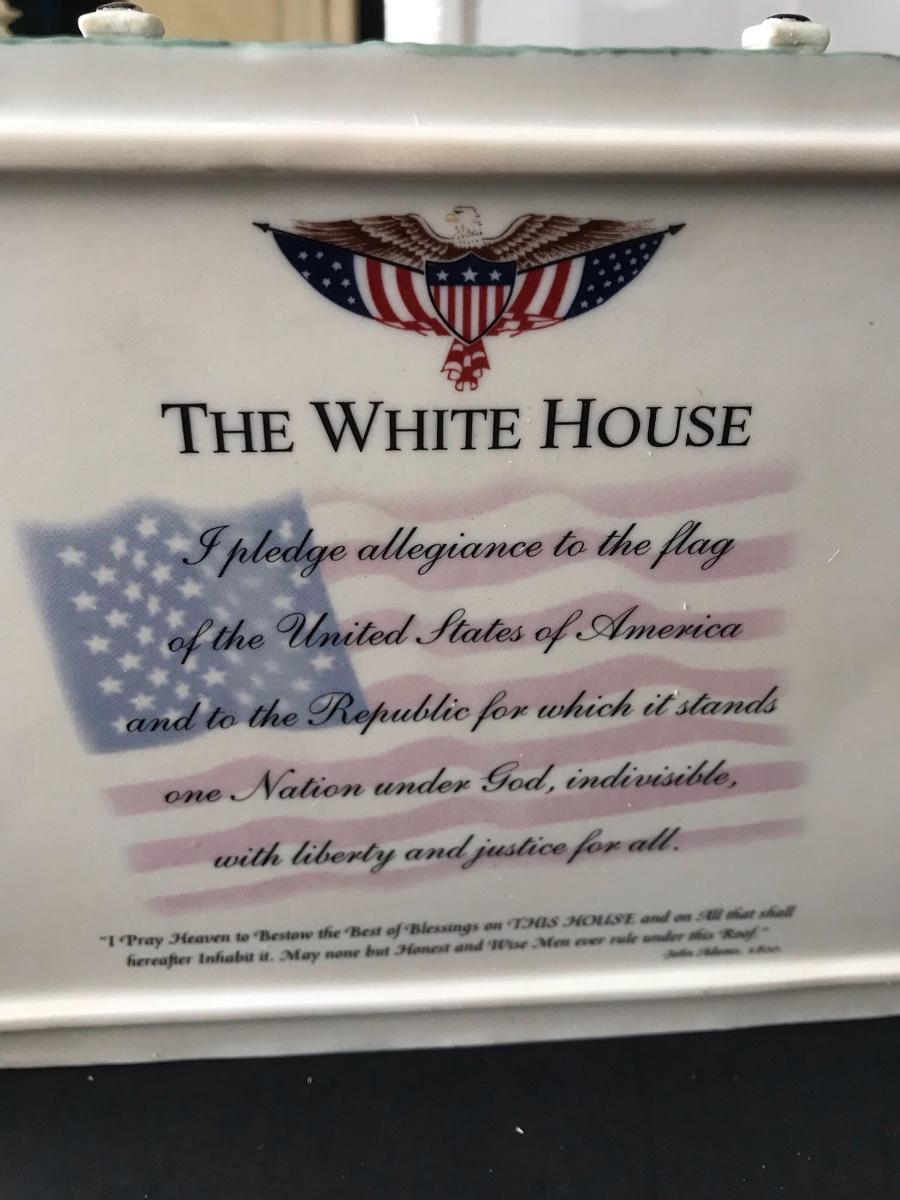 THE WHITE HOUSE
I pledge allegiance to the flag
of the United States of America
and to the Republic for which it stands
one Nation under God, indivisible,
with liberty and justice for all.
"I Pray Heaven to Bestow the Best of Blessings on THIS HOUSE and on All that shall
hereafter Inhabit it. May none but Honest and Wise Men ever rule under this Roof."
John Adams, 1800.